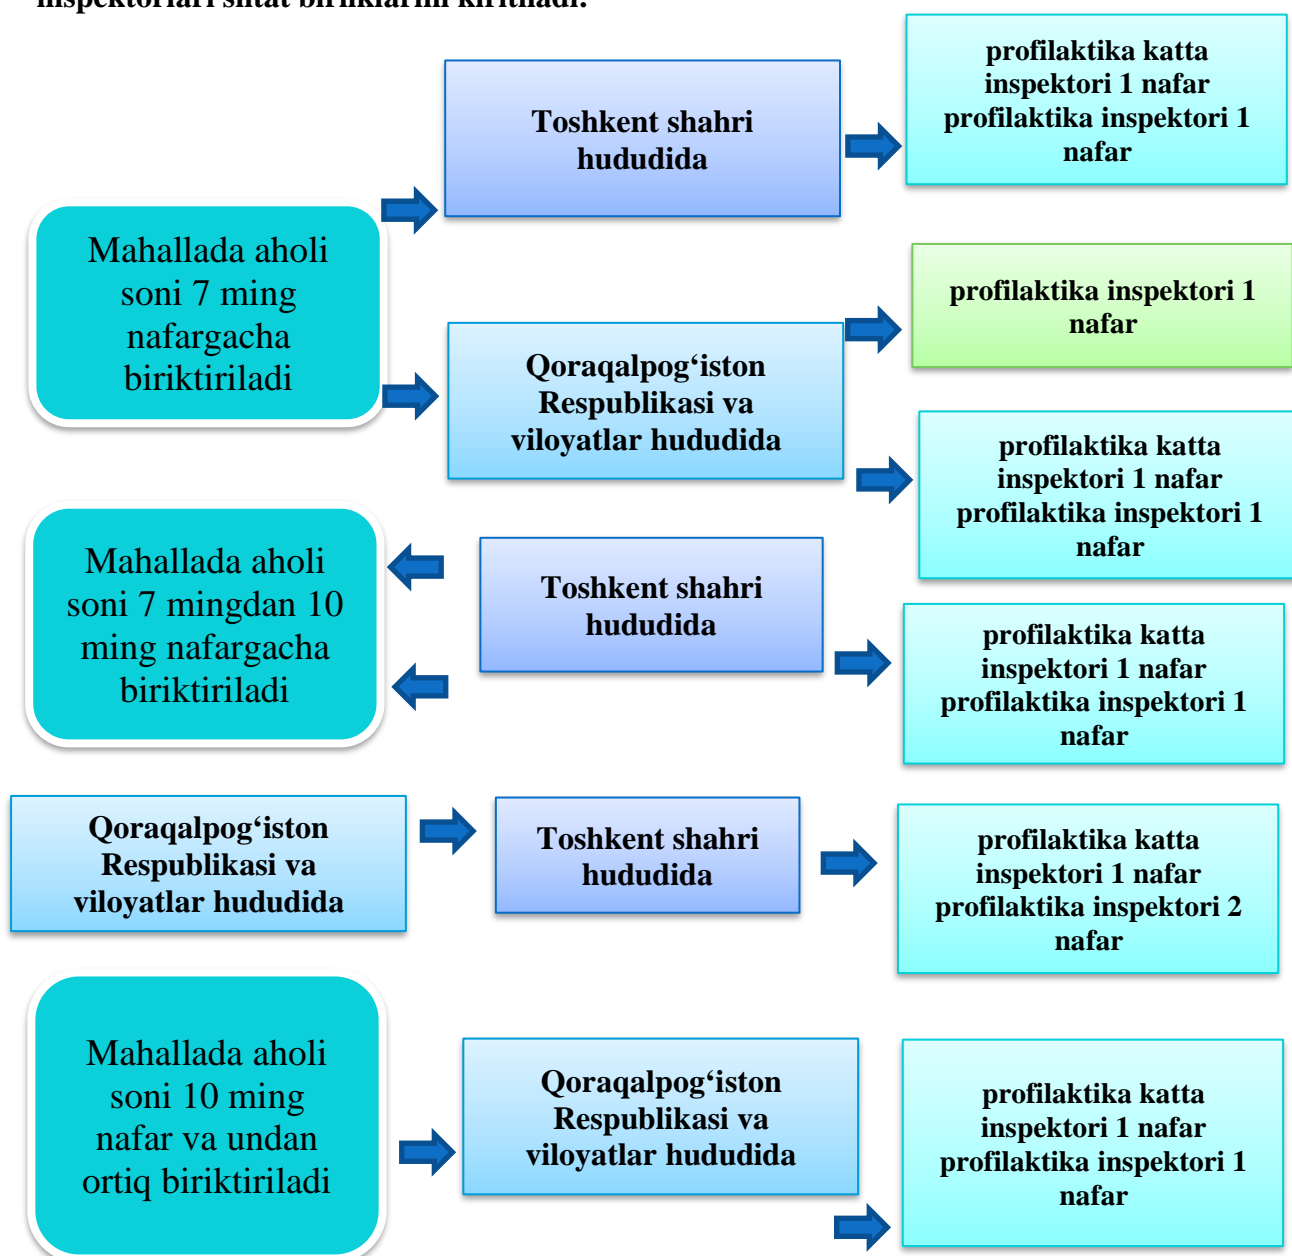 inspektorlari shtat birliklarini kiritiladi:
profilaktika katta
inspektori 1 nafar
profilaktika inspektori 1
nafar
Toshkent shahri
hududida
Mahallada aholi
soni 7 ming
nafargacha
biriktiriladi
profilaktika inspektori 1
nafar
Qoraqalpog‘iston
Respublikasi va
viloyatlar hududida
profilaktika katta
inspektori 1 nafar
profilaktika inspektori 1
nafar
Mahallada aholi
soni 7 mingdan 10
ming nafargacha
biriktiriladi
Toshkent shahri
hududida
profilaktika katta
inspektori 1 nafar
profilaktika inspektori 1
nafar
Qoraqalpog‘iston
Respublikasi va
viloyatlar hududida
Toshkent shahri
hududida
profilaktika katta
inspektori 1 nafar
profilaktika inspektori 2
nafar
Mahallada aholi
soni 10 ming
nafar va undan
ortiq biriktiriladi
Qoraqalpog‘iston
Respublikasi va
viloyatlar hududida
profilaktika katta
inspektori 1 nafar
profilaktika inspektori 1
nafar